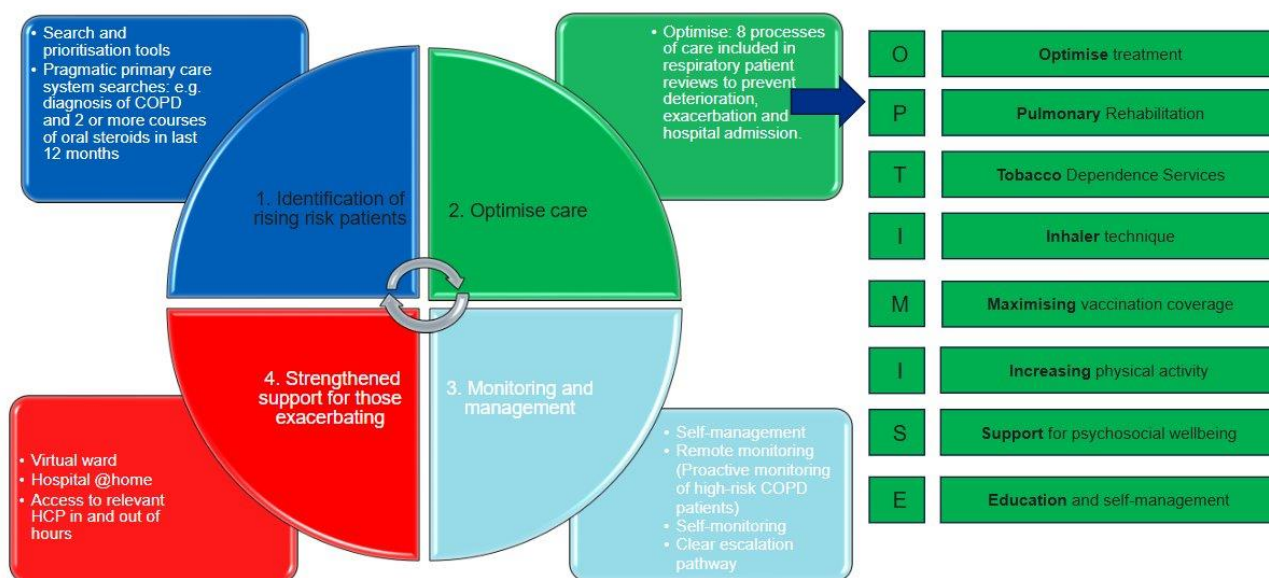 • Search and
prioritisation tools
• Pragmatic primary care
system searches: e.g.
diagnosis of COPD
and 2 or more courses
of oral steroids in last
12 months
• Optimise: 8 processes
of care included in
respiratory patient
reviews to prevent
deterioration,
exacerbation and
hospital admission.
1. Identification of
rising risk patients
2. Optimise care
4. Strengthened
support for those
exacerbating
3. Monitoring and
management
• Virtual ward
• Hospital @home
• Access to relevant
HCP in and out of
hours
• Self-management
• Remote monitoring
(Proactive monitoring
of high-risk COPD
patients)
• Self-monitoring
• Clear escalation
pathway
O Optimise treatment
P Pulmonary Rehabilitation
T Tobacco Dependence Services
I Inhaler technique
M Maximising vaccination coverage
I Increasing physical activity
S Support for psychosocial wellbeing
E Education and self-management